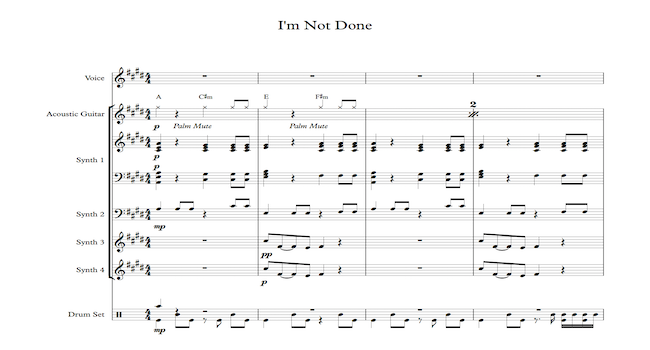 I'm Not Done
Voice
A C#m E F#m
2
Acoustic Guitar
p Palm Mute Palm Mute
Synth 1
p
p
Synth 2
mp
Synth 3
pp
Synth 4
p
Drum Set
mp